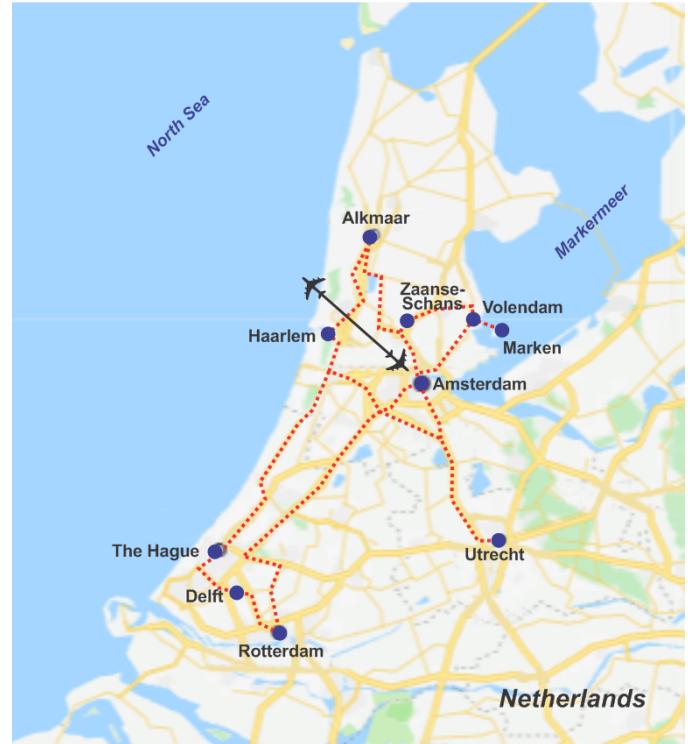 North Sea
Alkmaar
Markermeer
Zaanse-
Schans
Volendam
Haarlem
Marken
Amsterdam
The Hague
Utrecht
Delft
Rotterdam
Netherlands